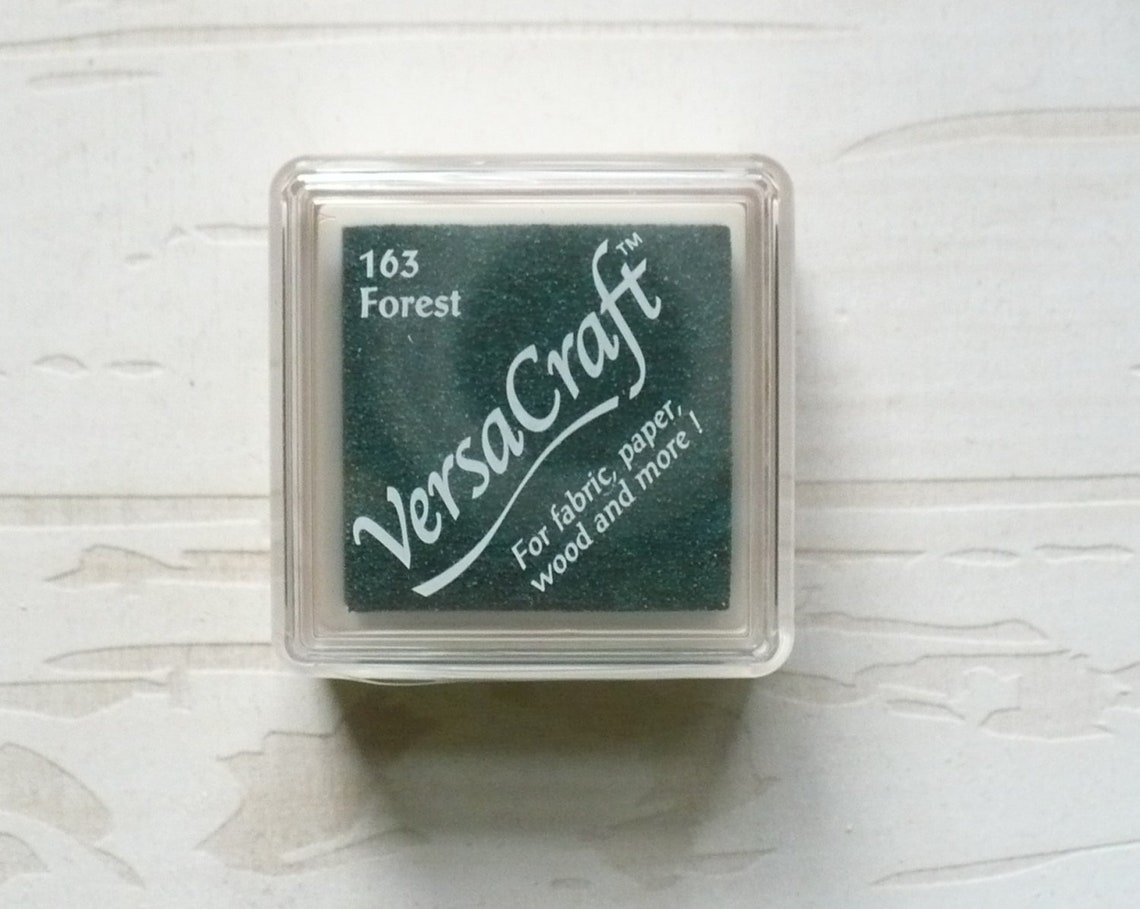 163
Forest
VersaCraft™
For fabric, paper,
wood and more !